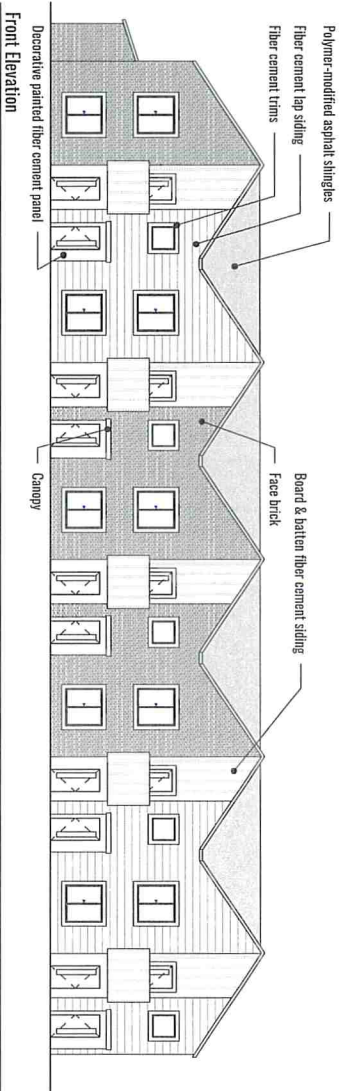 Polymer-modified asphalt shingles
Fiber cement lap siding
Fiber cement trims
Board & batten fiber cement siding
Face brick
Decorative painted fiber cement panel
Canopy
Front Elevation